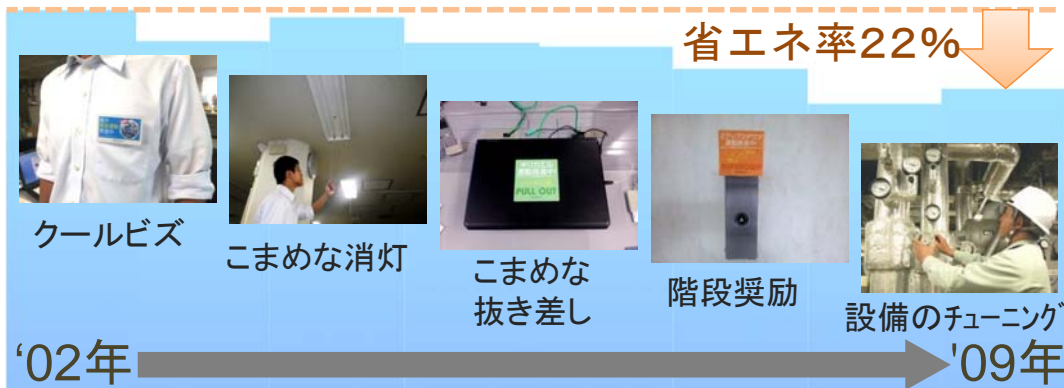 省エネ率22%
クールビズ
こまめな消灯
PULL OUT
こまめな
抜き差し
階段奨励
設備のチューニング
‘02年
'09年